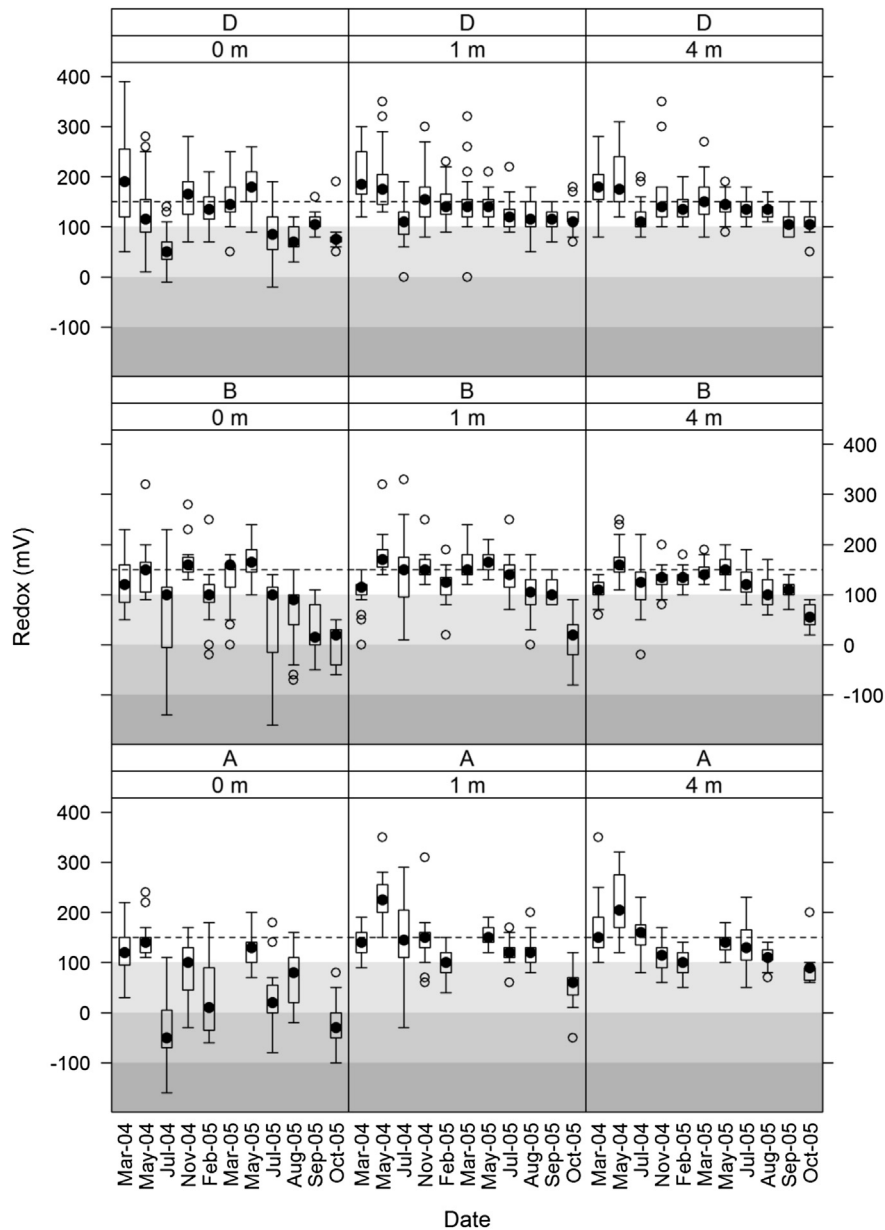 D D D
0 m 1 m 4 m
400
300
200
100
0
-100
B B B
0 m 1 m 4 m
400
300
200
100
0
-100
A A A
0 m 1 m 4 m
400
300
200
100
0
-100
Redox (mV)
Mar-04 May-04 Jul-04 Nov-04 Feb-05 Mar-05 May-05 Jul-05 Aug-05 Sep-05 Oct-05 Mar-04 May-04 Jul-04 Nov-04 Feb-05 Mar-05 May-05 Jul-05 Aug-05 Sep-05 Oct-05 Mar-04 May-04 Jul-04 Nov-04 Feb-05 Mar-05 May-05 Jul-05 Aug-05 Sep-05 Oct-05
Date